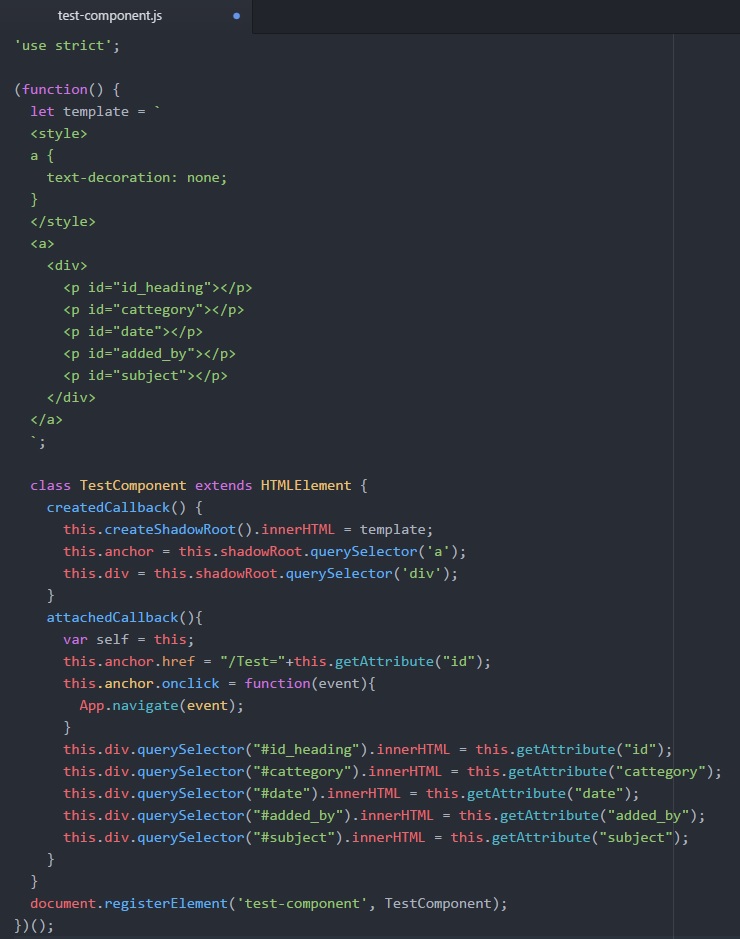 test-component.js
'use strict';
(function() {
let template = `
<style>
a {
text-decoration: none;
}
</style>
<a>
<div>
<p id="id_heading"></p>
<p id="cattegory"></p>
<p id="date"></p>
<p id="added_by"></p>
<p id="subject"></p>
</div>
</a>
`;
class TestComponent extends HTMLElement {
createdCallback() {
this.createShadowRoot().innerHTML = template;
this.anchor = this.shadowRoot.querySelector('a');
this.div = this.shadowRoot.querySelector('div');
}
attachedCallback(){
var self = this;
this.anchor.href = "/Test="+this.getAttribute("id");
this.anchor.onclick = function(event){
App.navigate(event);
}
this.div.querySelector("#id_heading").innerHTML = this.getAttribute("id");
this.div.querySelector("#cattegory").innerHTML = this.getAttribute("cattegory");
this.div.querySelector("#date").innerHTML = this.getAttribute("date");
this.div.querySelector("#added_by").innerHTML = this.getAttribute("added_by");
this.div.querySelector("#subject").innerHTML = this.getAttribute("subject");
}
}
document.registerElement('test-component', TestComponent);
})();